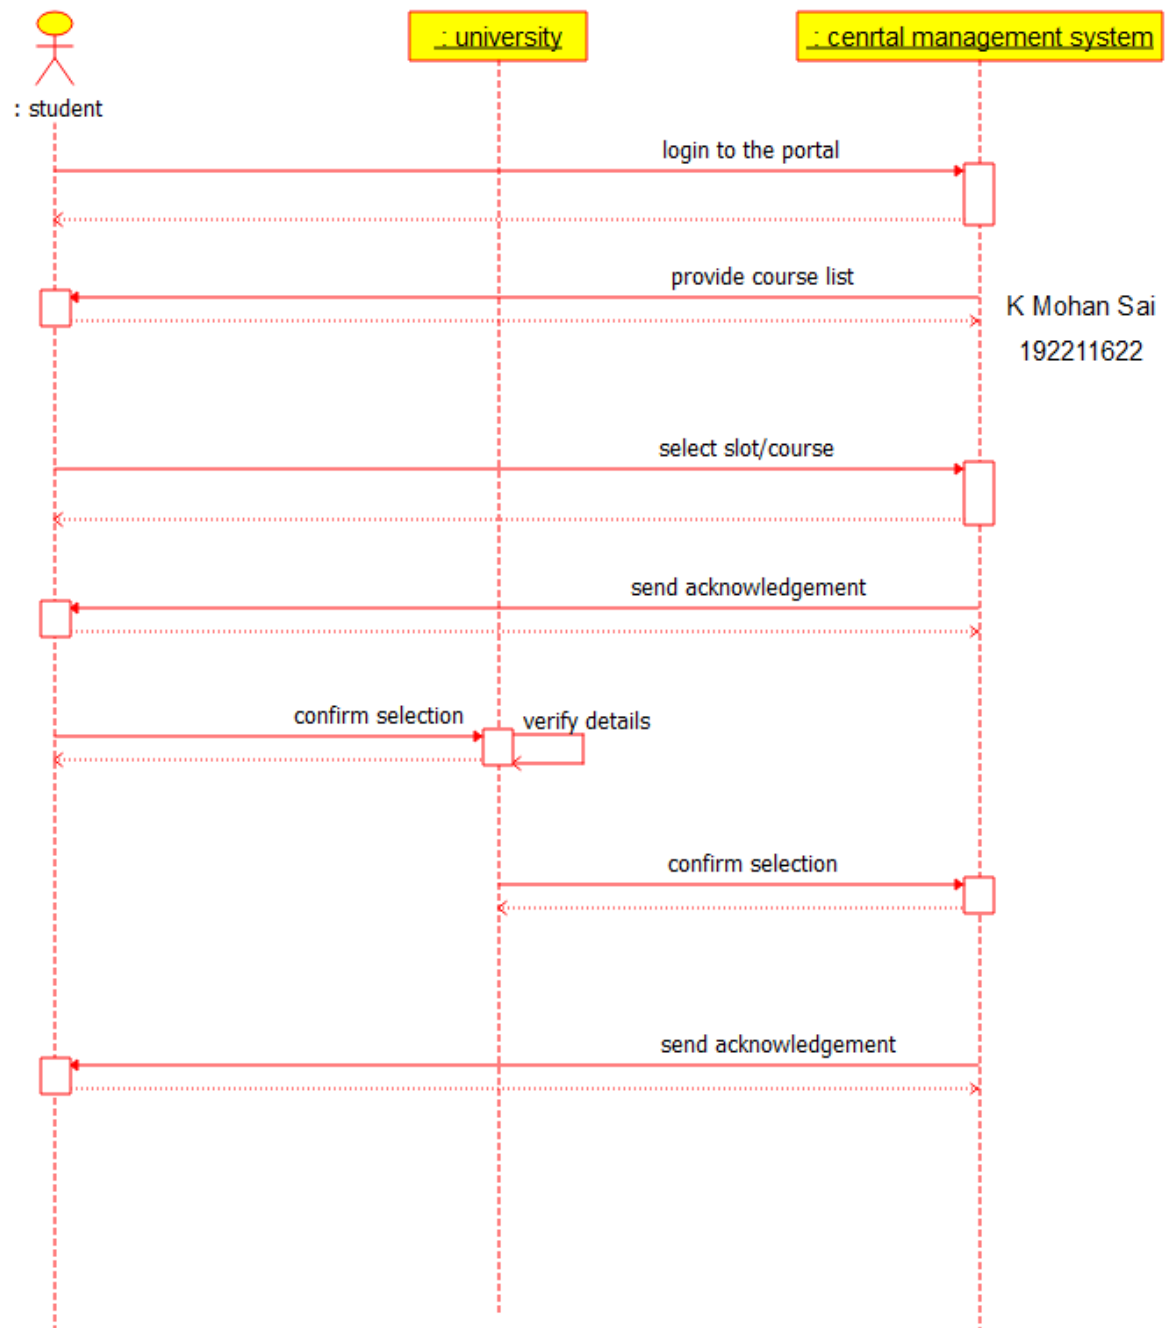 : student
: university
: cenrtal management system
login to the portal
provide course list
K Mohan Sai
192211622
select slot/course
send acknowledgement
confirm selection
verify details
confirm selection
send acknowledgement